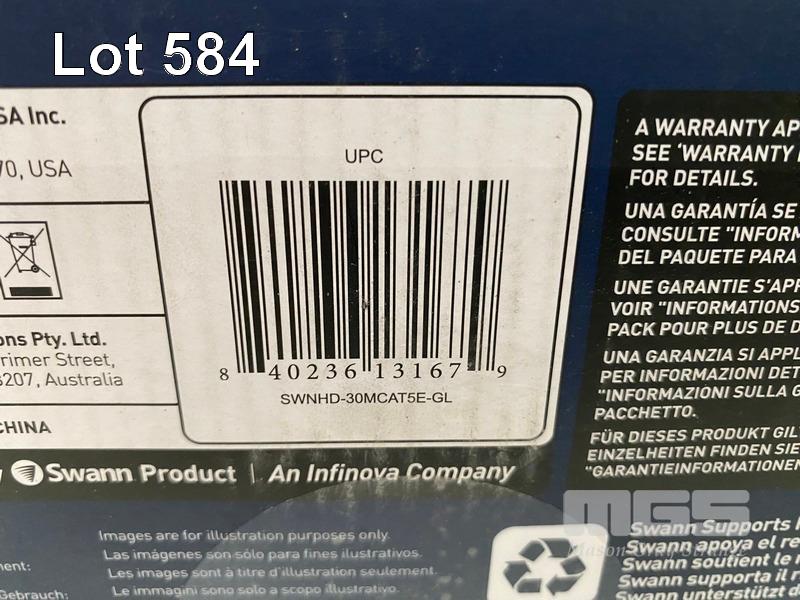 Lot 584
SA Inc.
70, USA
ons Pty. Ltd.
rimer Street,
3207, Australia
CHINA
UPC
8 40236 13167 9
SWNHD-30MCAT5E-GL
Swann Product | An Infinova Company
A WARRANTY AP
SEE 'WARRANTY
FOR DETAILS.
UNA GARANTÍA SE
CONSULTE "INFORM
DEL PAQUETE PARA
UNE GARANTIE S'APP
VOIR "INFORMATIONS
PACK POUR PLUS DE D
UNA GARANZIA SI APPL
PER INFORMAZIONI DET
"INFORMAZIONI SULLA G
PACCHETTO.
FÜR DIESES PRODUKT GIL
EINZELHEITEN FINDEN SIE
"GARANTIEINFORMATIONEN
Images are for illustration purposes only.
Las imágenes son sólo para fines ilustrativos.
Les images sont à titre d'illustration seulement.
Le immagini sono a scopo illustrativo.
ment:
Gebrauch:
MGS
Swann Supports
Swann apoya el re
Swann soutient le
Swann supporta il r
Swann unterstützt d